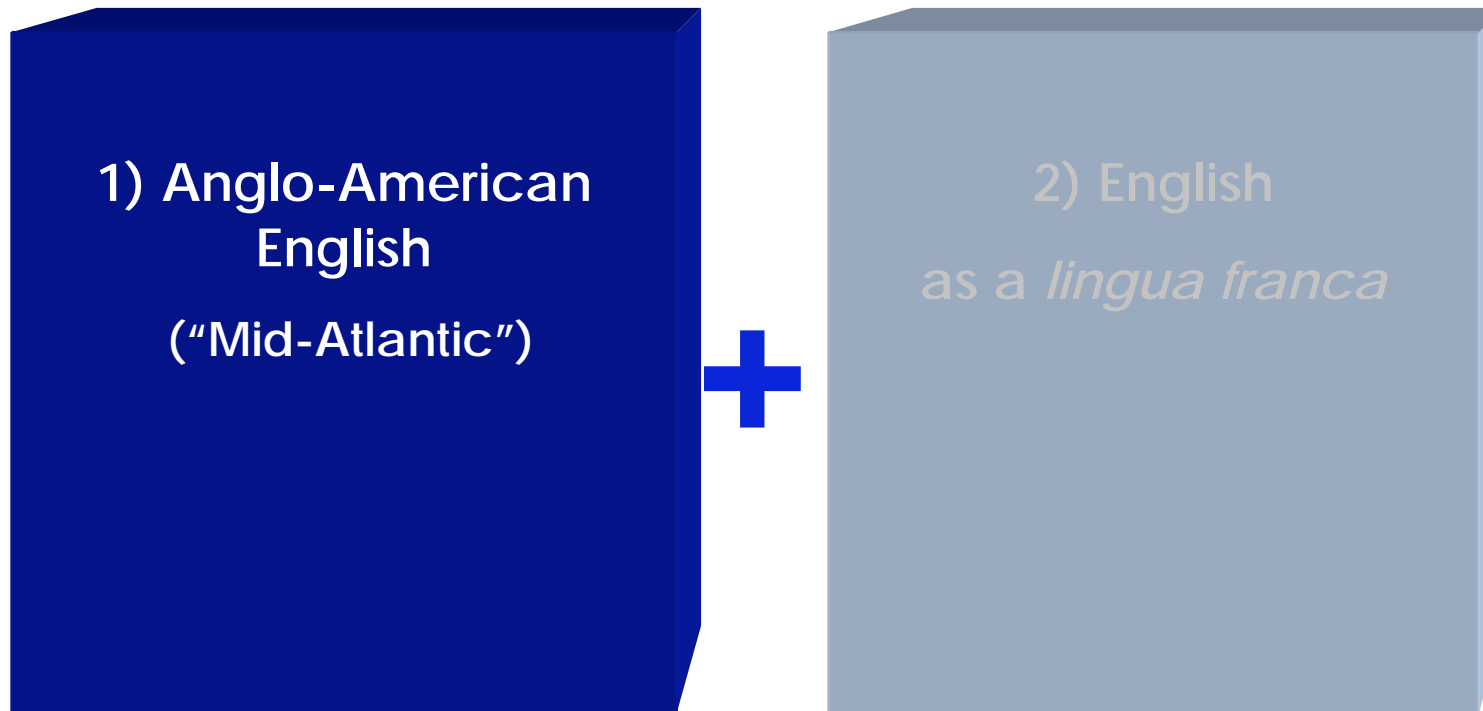 1) Anglo-American
English
(“Mid-Atlantic”)
2) English
as a lingua franca